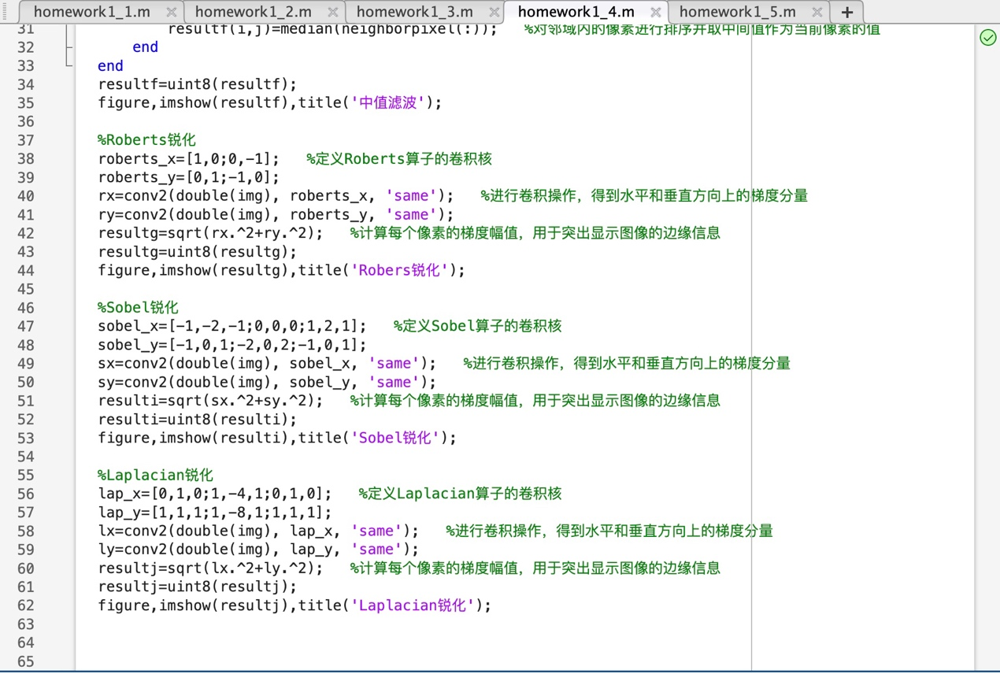 homework1_1.m × homework1_2.m × homework1_3.m × homework1_4.m × homework1_5.m × +
31 resultf(i,j)=median(neighborpixel(:)); %对邻域内的像素进行排序并取中间值作为当前像素的值
32 end
33 end
34 resultf=uint8(resultf);
35 figure,imshow(resultf),title('中值滤波');
36
37 %Roberts锐化
38 roberts_x=[1,0;0,-1]; %定义Roberts算子的卷积核
39 roberts_y=[0,1;-1,0];
40 rx=conv2(double(img), roberts_x, 'same'); %进行卷积操作，得到水平和垂直方向上的梯度分量
41 ry=conv2(double(img), roberts_y, 'same');
42 resultg=sqrt(rx.^2+ry.^2); %计算每个像素的梯度幅值，用于突出显示图像的边缘信息
43 resultg=uint8(resultg);
44 figure,imshow(resultg),title('Robers锐化');
45
46 %Sobel锐化
47 sobel_x=[-1,-2,-1;0,0,0;1,2,1]; %定义Sobel算子的卷积核
48 sobel_y=[-1,0,1;-2,0,2;-1,0,1];
49 sx=conv2(double(img), sobel_x, 'same'); %进行卷积操作，得到水平和垂直方向上的梯度分量
50 sy=conv2(double(img), sobel_y, 'same');
51 resulti=sqrt(sx.^2+sy.^2); %计算每个像素的梯度幅值，用于突出显示图像的边缘信息
52 resulti=uint8(resulti);
53 figure,imshow(resulti),title('Sobel锐化');
54
55 %Laplacian锐化
56 lap_x=[0,1,0;1,-4,1;0,1,0]; %定义Laplacian算子的卷积核
57 lap_y=[1,1,1;1,-8,1;1,1,1];
58 lx=conv2(double(img), lap_x, 'same'); %进行卷积操作，得到水平和垂直方向上的梯度分量
59 ly=conv2(double(img), lap_y, 'same');
60 resultj=sqrt(lx.^2+ly.^2); %计算每个像素的梯度幅值，用于突出显示图像的边缘信息
61 resultj=uint8(resultj);
62 figure,imshow(resultj),title('Laplacian锐化');
63
64
65